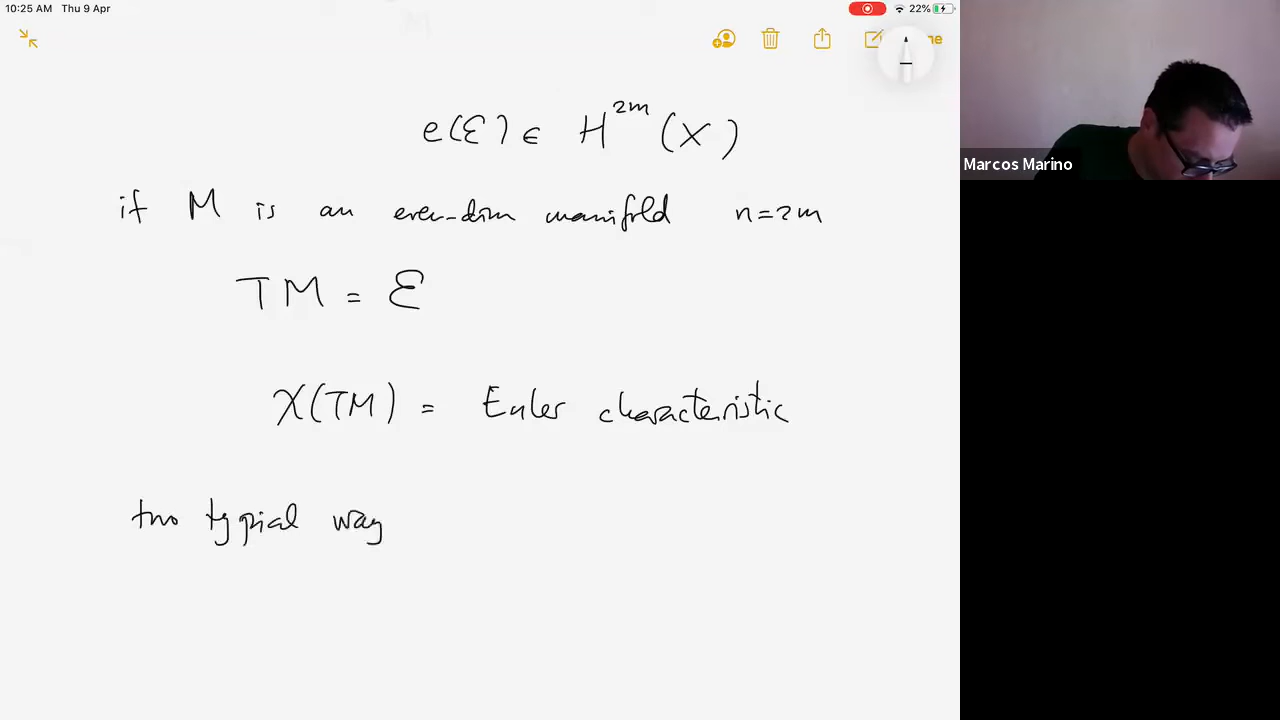 10:25 AM Thu 9 Apr
22%
e(ℰ) ∈ H^{2m}(X)
if M is an even-dim manifold n=2m
TM = ℰ
χ(TM) = Euler characteristic
two typical way
Marcos Marino